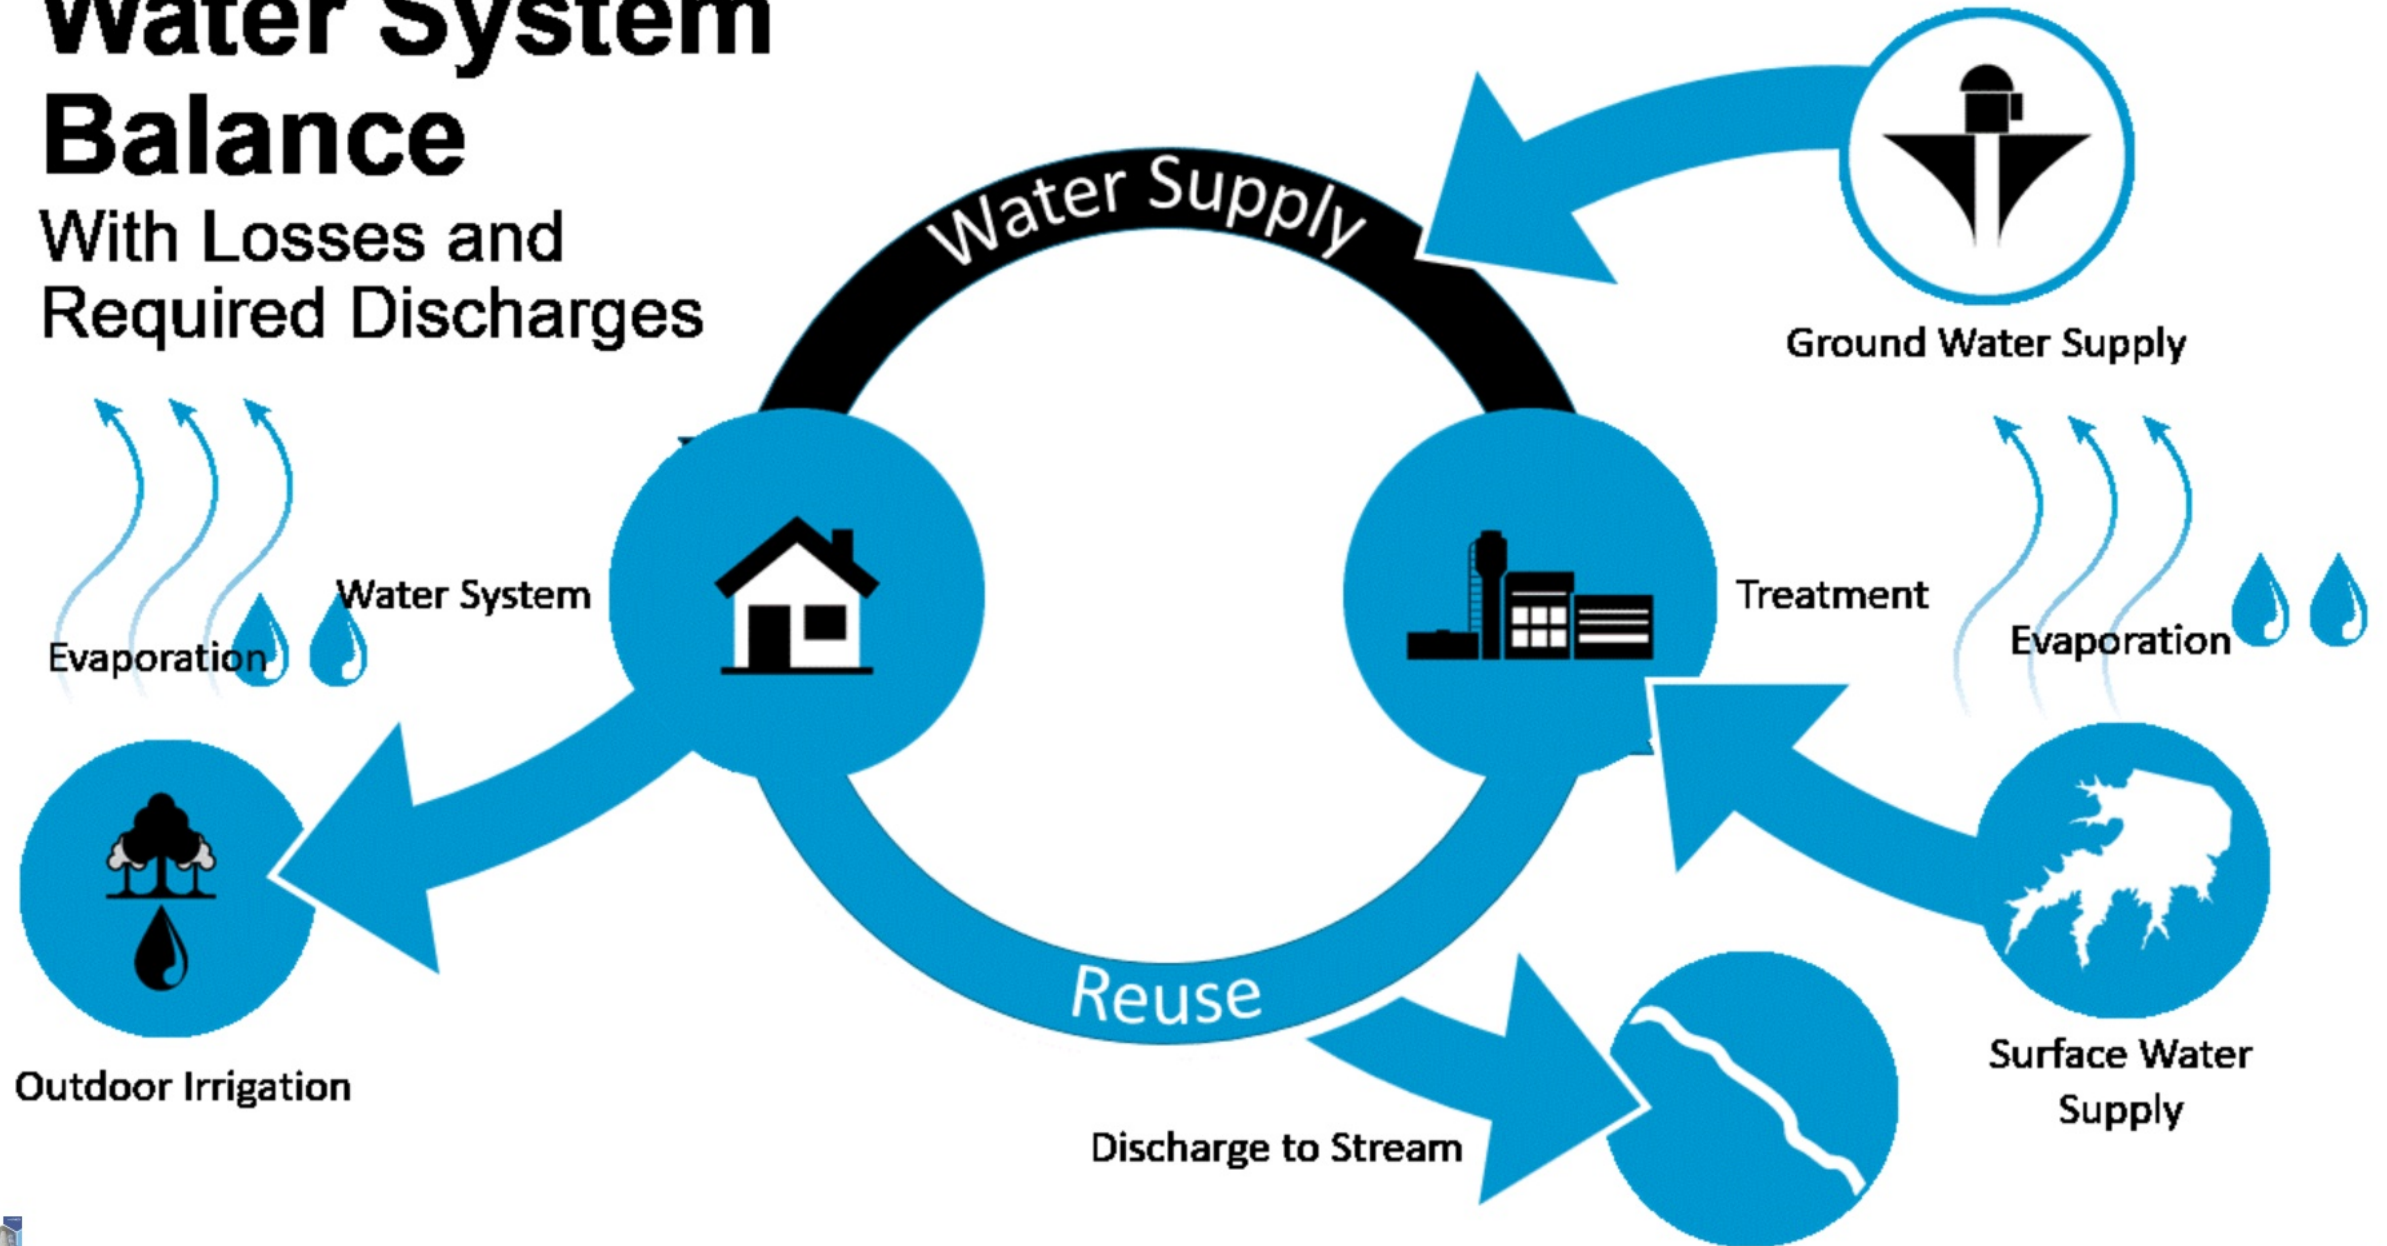 Water System
Balance
With Losses and
Required Discharges
Water Supply
Ground Water Supply
Water System
Treatment
Evaporation
Evaporation
Reuse
Outdoor Irrigation
Discharge to Stream
Surface Water
Supply